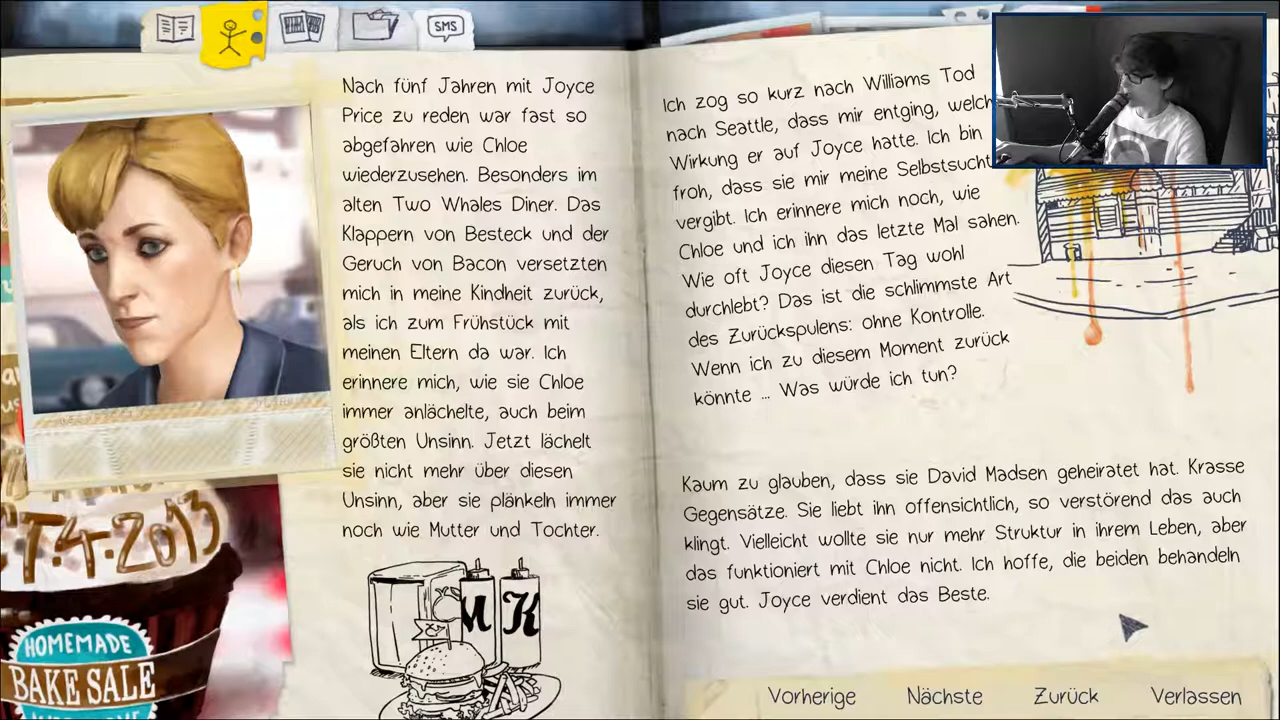 SMS
Nach fünf Jahren mit Joyce
Price zu reden war fast so
abgefahren wie Chloe
wiederzusehen. Besonders im
alten Two Whales Diner. Das
Klappern von Besteck und der
Geruch von Bacon versetzten
mich in meine Kindheit zurück,
als ich zum Frühstück mit
meinen Eltern da war. Ich
erinnere mich, wie sie Chloe
immer anlächelte, auch beim
größten Unsinn. Jetzt lächelt
sie nicht mehr über diesen
Unsinn, aber sie plänkeln immer
noch wie Mutter und Tochter.
M K
CT.4.2013
HOMEMADE
BAKE SALE
Ich zog so kurz nach Williams Tod
nach Seattle, dass mir entging, welch
Wirkung er auf Joyce hatte. Ich bin
froh, dass sie mir meine Selbstsucht
vergibt. Ich erinnere mich noch, wie
Chloe und ich ihn das letzte Mal sahen.
Wie oft Joyce diesen Tag wohl
durchlebt? Das ist die schlimmste Art
des Zurückspulens: ohne Kontrolle.
Wenn ich zu diesem Moment zurück
könnte ... Was würde ich tun?
Kaum zu glauben, dass sie David Madsen geheiratet hat. Krasse
Gegensätze. Sie liebt ihn offensichtlich, so verstörend das auch
klingt. Vielleicht wollte sie nur mehr Struktur in ihrem Leben, aber
das funktioniert mit Chloe nicht. Ich hoffe, die beiden behandeln
sie gut. Joyce verdient das Beste.
Vorherige Nächste Zurück Verlassen